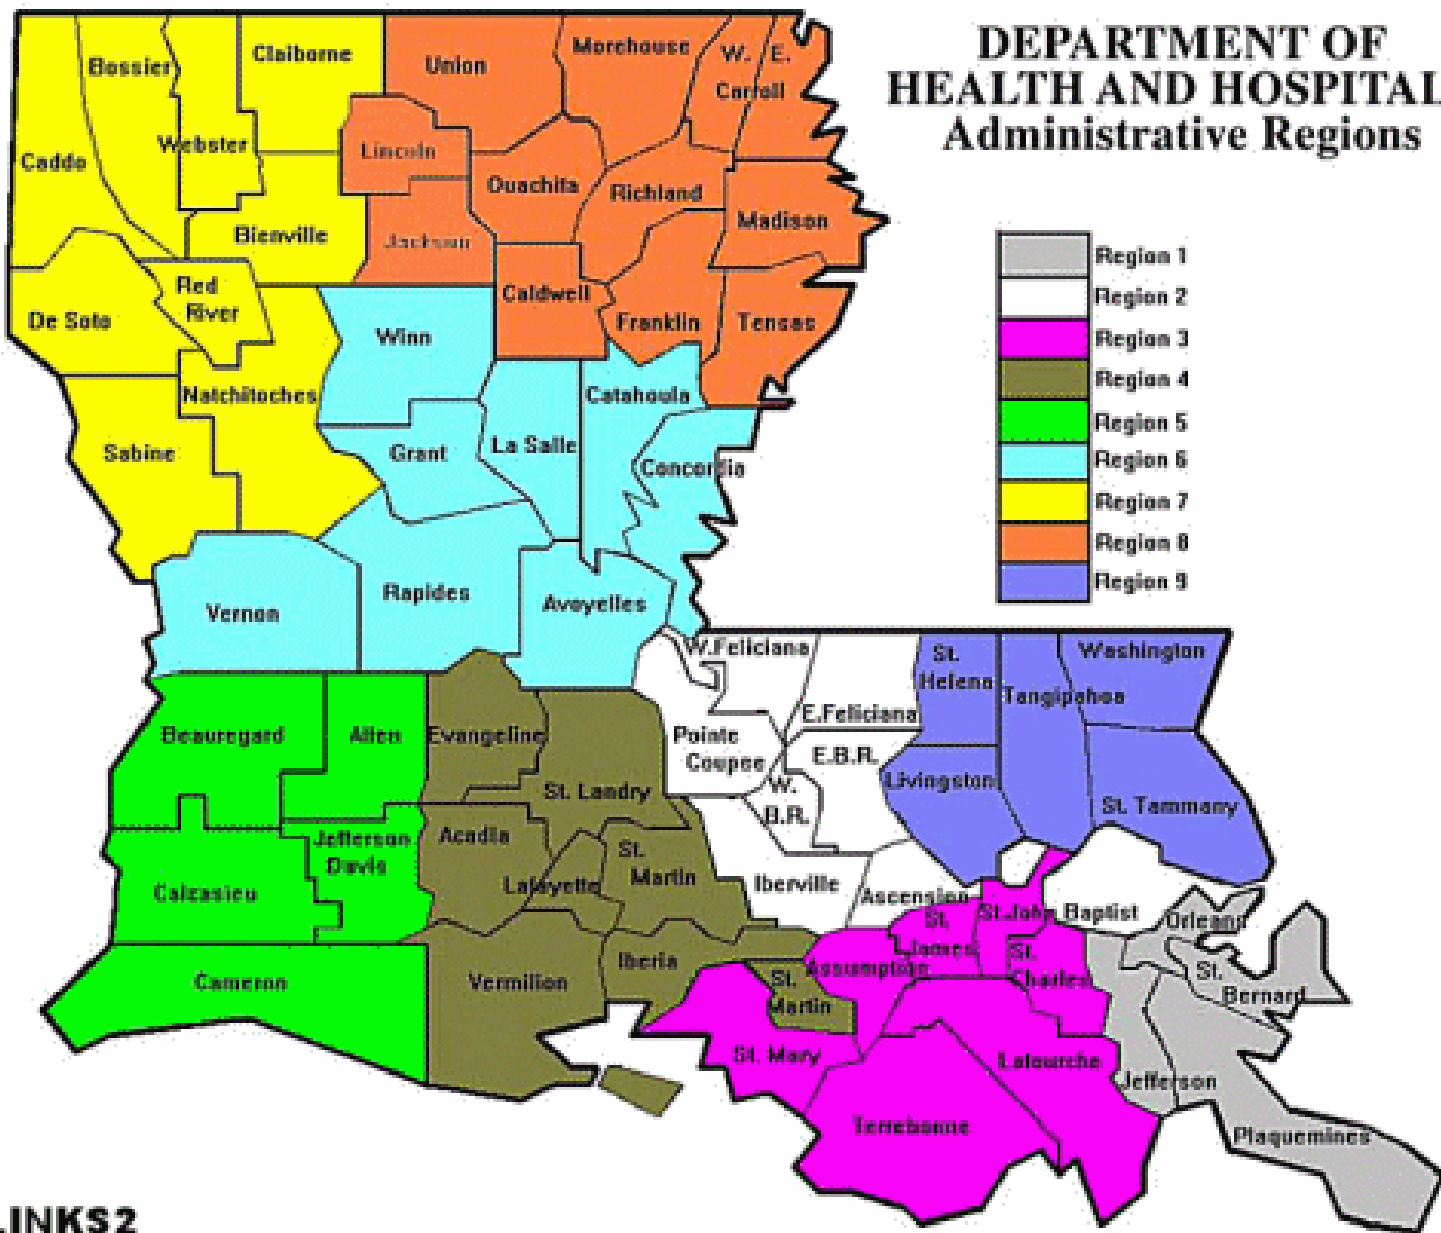 DEPARTMENT OF
HEALTH AND HOSPITAL
Administrative Regions
Region 1
Region 2
Region 3
Region 4
Region 5
Region 6
Region 7
Region 8
Region 9
Caddo
Bossier
Webster
Claiborne
Union
Morehouse
W. E.
Carroll
Lincoln
Ouachita
Richland
Madison
Bienville
Jackson
De Soto
Red
River
Caldwell
Franklin
Tensas
Winn
Natchitoches
Catahoula
Sabine
Grant
La Salle
Concordia
Vernon
Rapides
Avoyelles
W.Feliciana
St.
Helena
Washington
Tangipahoa
E.Feliciana
Beauregard
Allen
Evangeline
Pointe
Coupee
E.B.R.
W.
B.R.
Livingston
St. Tammany
St. Landry
Acadia
Jefferson
Davis
Calcasieu
Lafayette
St.
Martin
Iberville
Ascension
St.
James
St.John Baptist
Orleans
St.
Charles
St.
Bernard
Assumption
Iberia
Vermilion
Cameron
St.
Martin
St. Mary
Lafourche
Jefferson
Terrebonne
Plaquemines
LINKS2